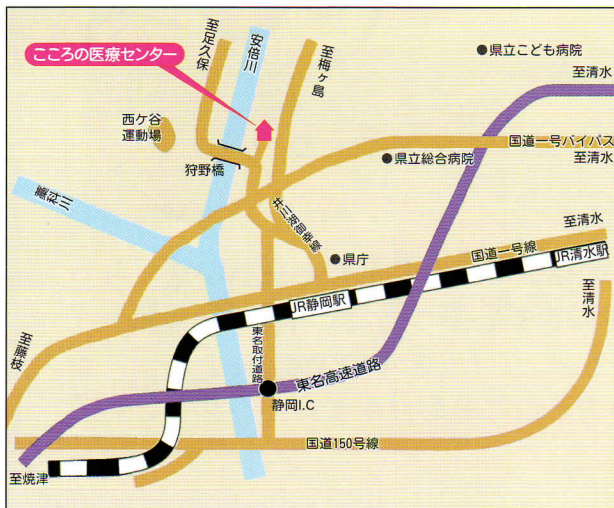 至足久保
安倍川
至梅ヶ島
県立こども病院
こころの医療センター
至清水
西ケ谷
運動場
国道一号バイパス
至清水
狩野橋
県立総合病院
藁科川
井川湖御幸線
至清水
県庁
国道一号線
JR清水駅
JR静岡駅
至清水
至藤枝
東名取付道路
東名高速道路
静岡I.C
国道150号線
至焼津